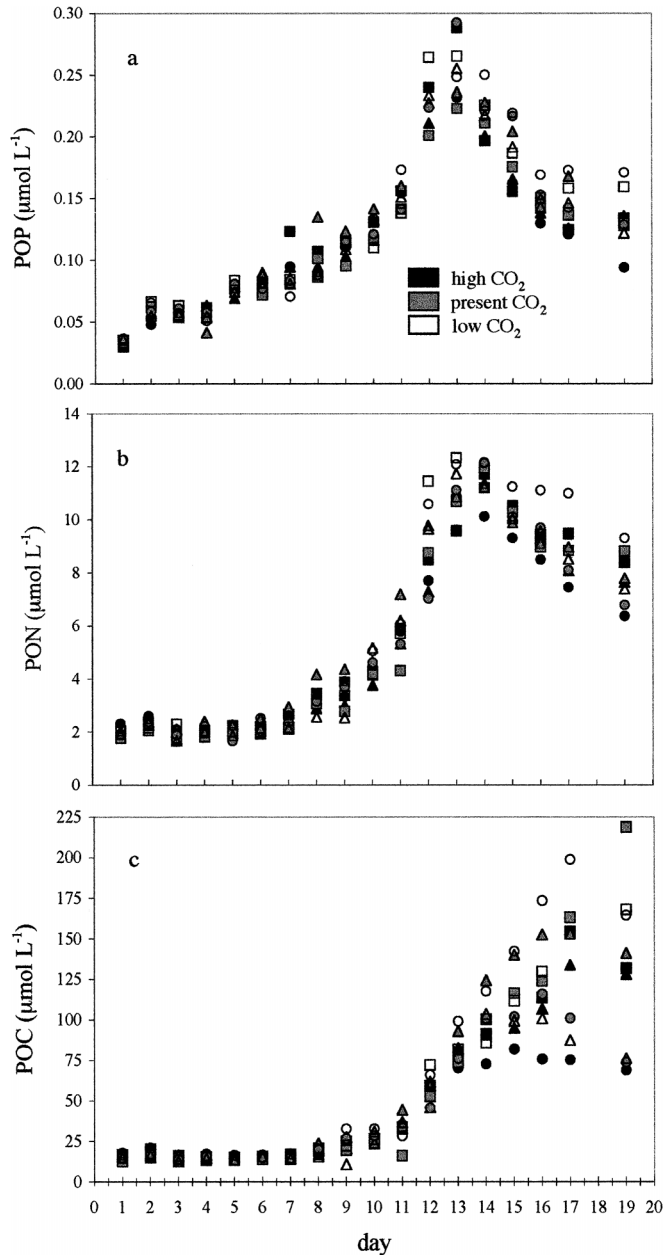 0.30
a
0.25
0.20
0.15
0.10
0.05
0.00
POP (µmol L⁻¹)
high CO₂
present CO₂
low CO₂
14
b
12
10
8
6
4
2
0
PON (µmol L⁻¹)
225
c
200
175
150
125
100
75
50
25
0
POC (µmol L⁻¹)
0 1 2 3 4 5 6 7 8 9 10 11 12 13 14 15 16 17 18 19 20
day